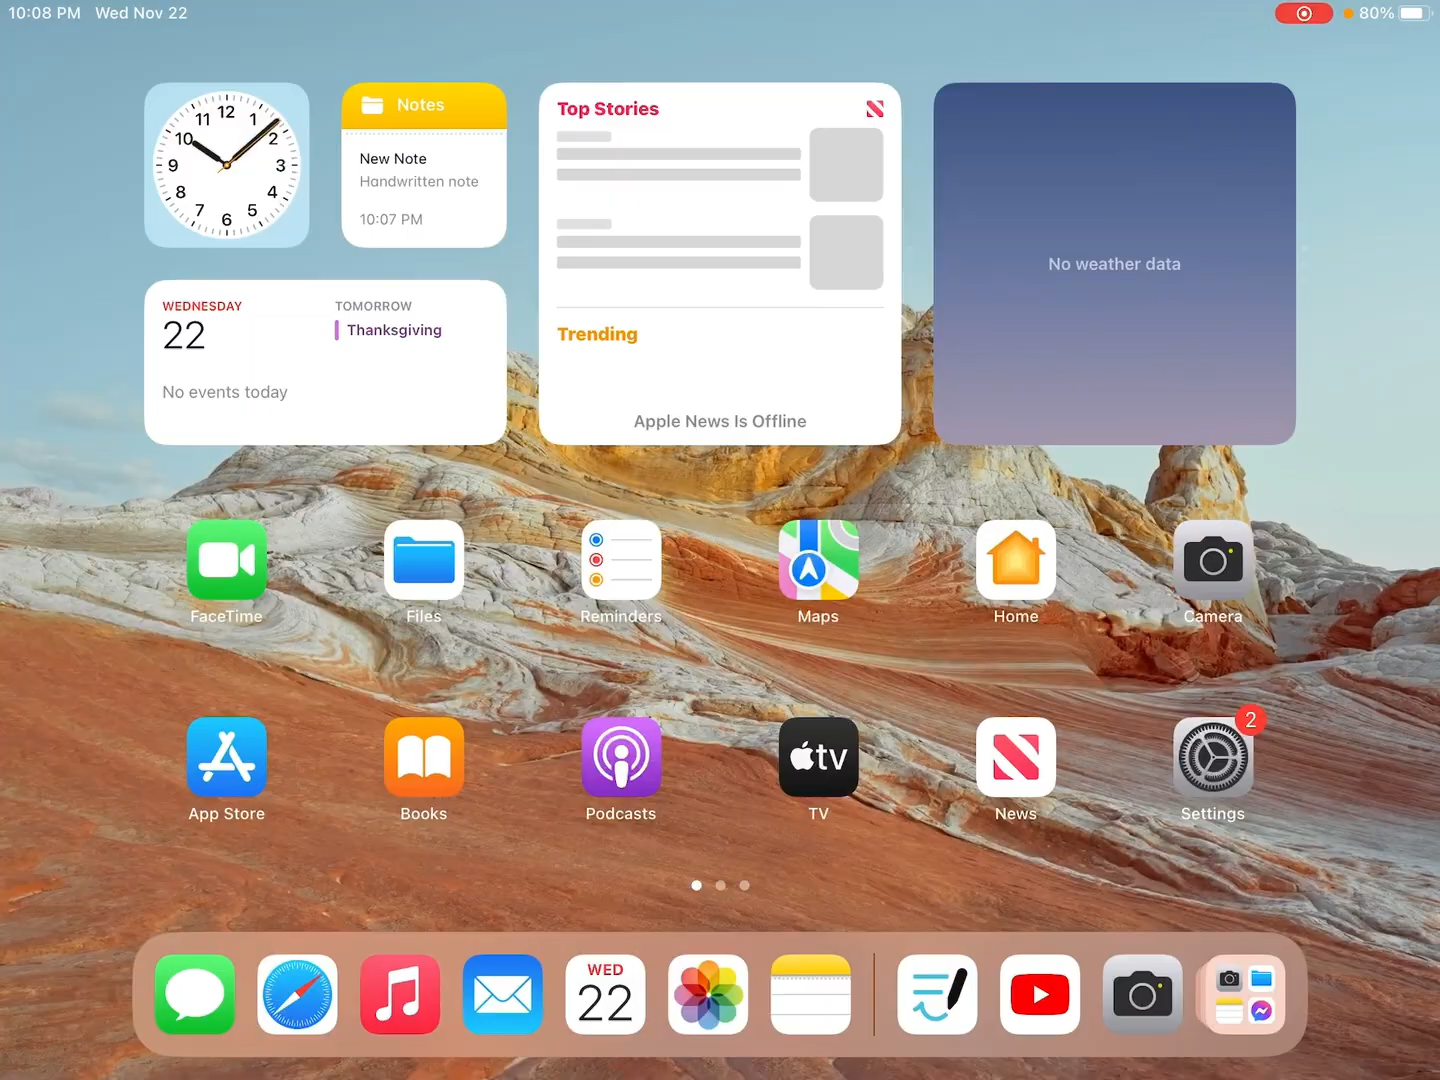 10:08 PM Wed Nov 22
80%
12
1
2
3
4
5
6
7
8
9
10
11
Notes
New Note
Handwritten note
10:07 PM
Top Stories
Trending
Apple News Is Offline
No weather data
WEDNESDAY
22
No events today
TOMORROW
Thanksgiving
FaceTime
Files
Reminders
Maps
Home
Camera
tv
2
App Store
Books
Podcasts
TV
News
Settings
WED
22